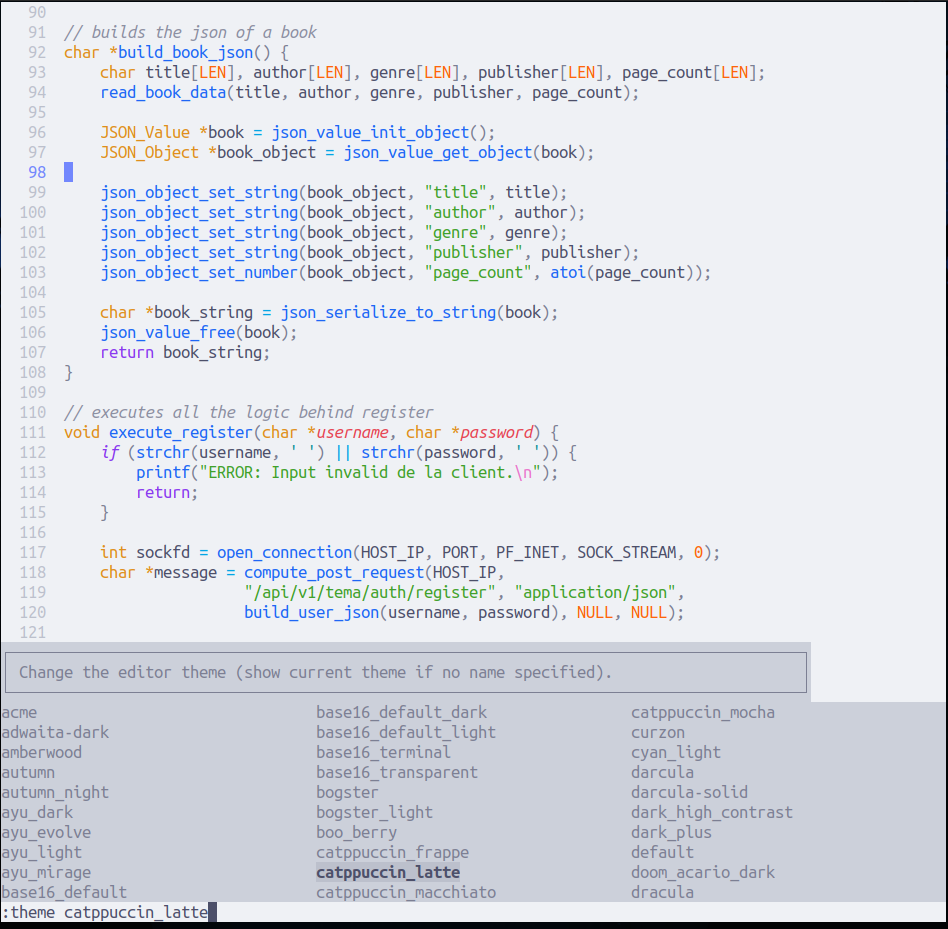 90
91 // builds the json of a book
92 char *build_book_json() {
93     char title[LEN], author[LEN], genre[LEN], publisher[LEN], page_count[LEN];
94     read_book_data(title, author, genre, publisher, page_count);
95
96     JSON_Value *book = json_value_init_object();
97     JSON_Object *book_object = json_value_get_object(book);
98
99     json_object_set_string(book_object, "title", title);
100     json_object_set_string(book_object, "author", author);
101     json_object_set_string(book_object, "genre", genre);
102     json_object_set_string(book_object, "publisher", publisher);
103     json_object_set_number(book_object, "page_count", atoi(page_count));
104
105     char *book_string = json_serialize_to_string(book);
106     json_value_free(book);
107     return book_string;
108 }
109
110 // executes all the logic behind register
111 void execute_register(char *username, char *password) {
112     if (strchr(username, ' ') || strchr(password, ' ')) {
113         printf("ERROR: Input invalid de la client.\n");
114         return;
115     }
116
117     int sockfd = open_connection(HOST_IP, PORT, PF_INET, SOCK_STREAM, 0);
118     char *message = compute_post_request(HOST_IP,
119                     "/api/v1/tema/auth/register", "application/json",
120                     build_user_json(username, password), NULL, NULL);
121
Change the editor theme (show current theme if no name specified).
acme base16_default_dark catppuccin_mocha
adwaita-dark base16_default_light curzon
amberwood base16_terminal cyan_light
autumn base16_transparent darcula
autumn_night bogster darcula-solid
ayu_dark bogster_light dark_high_contrast
ayu_evolve boo_berry dark_plus
ayu_light catppuccin_frappe default
ayu_mirage catppuccin_latte doom_acario_dark
base16_default catppuccin_macchiato dracula
:theme catppuccin_latte